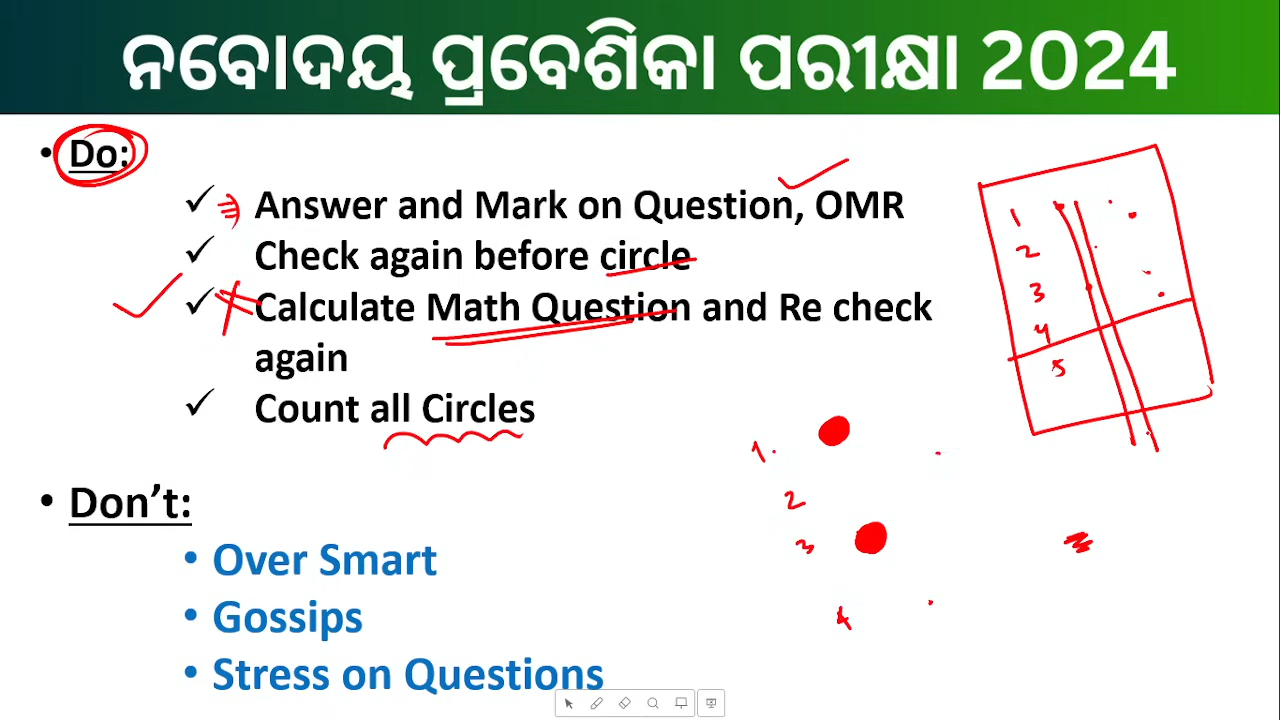 ନବୋଦୟ ପ୍ରବେଶିକା ପରୀକ୍ଷା 2024
• Do:
✓ Answer and Mark on Question, OMR
✓ Check again before circle
✓ Calculate Math Question and Re check
again
✓ Count all Circles
• Don’t:
• Over Smart
• Gossips
• Stress on Questions
1
2
3
4
5
1.
2
3
4